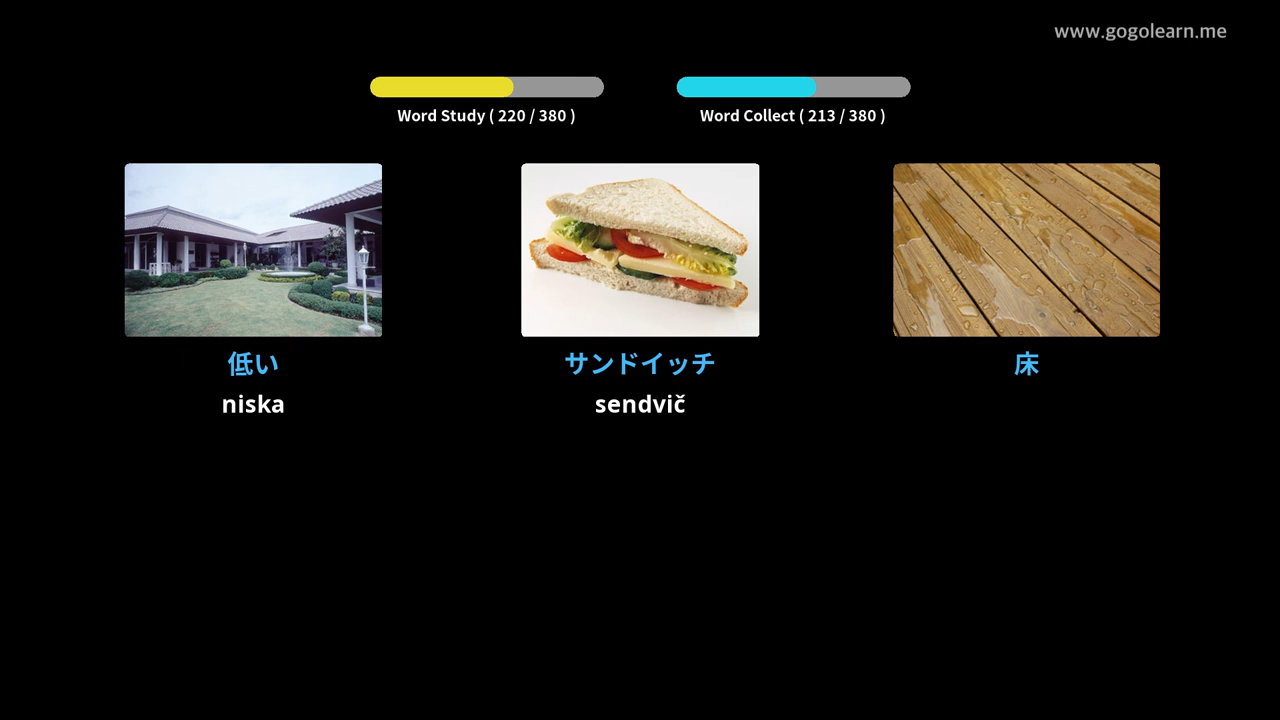 www.gogolearn.me
Word Study ( 220 / 380 )
Word Collect ( 213 / 380 )
低い
サンドイッチ
床
niska
sendvič